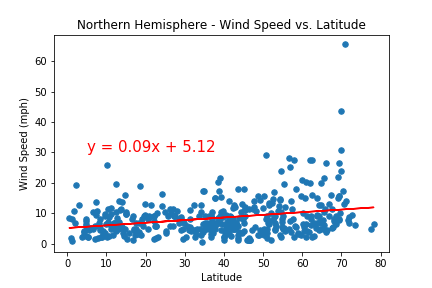 Northern Hemisphere - Wind Speed vs. Latitude
Wind Speed (mph)
60
50
40
30
20
10
0
y = 0.09x + 5.12
0 10 20 30 40 50 60 70 80
Latitude